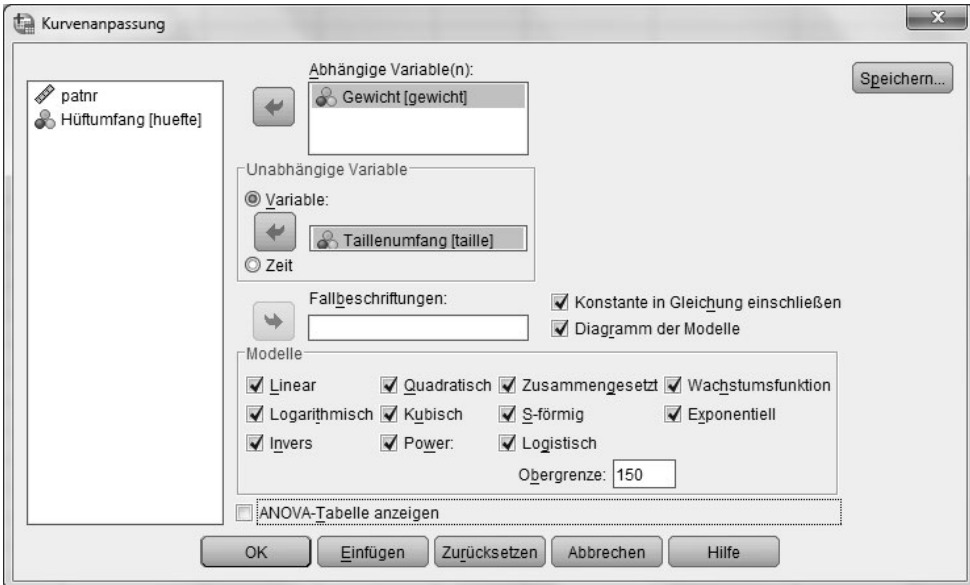 Kurvenanpassung
patnr
Hüftumfang [huefte]
Abhängige Variable(n):
Gewicht [gewicht]
Speichern...
Unabhängige Variable
Variable:
Taillenumfang [taille]
Zeit
Fallbeschriftungen:
Konstante in Gleichung einschließen
Diagramm der Modelle
Modelle
Linear Quadratisch Zusammengesetzt Wachstumsfunktion
Logarithmisch Kubisch S-förmig Exponentiell
Invers Power: Logistisch
Obergrenze: 150
ANOVA-Tabelle anzeigen
OK Einfügen Zurücksetzen Abbrechen Hilfe